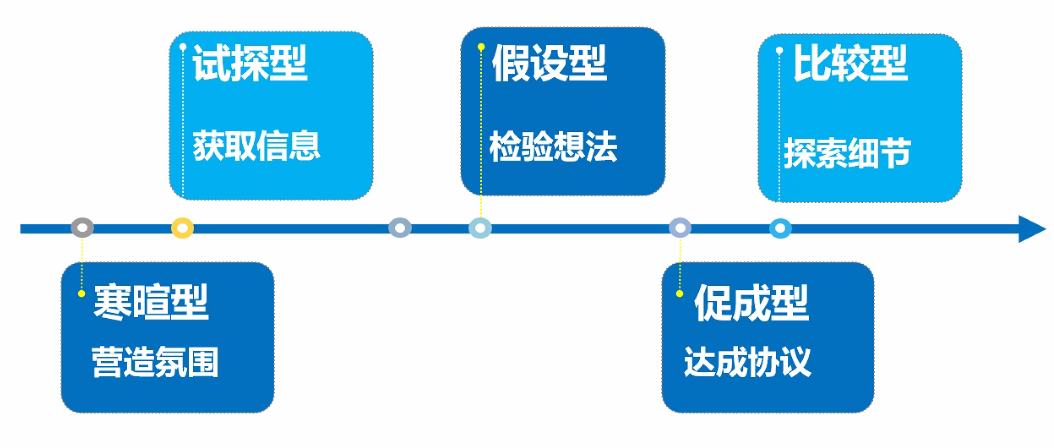 试探型
获取信息
假设型
检验想法
比较型
探索细节
寒暄型
营造氛围
促成型
达成协议